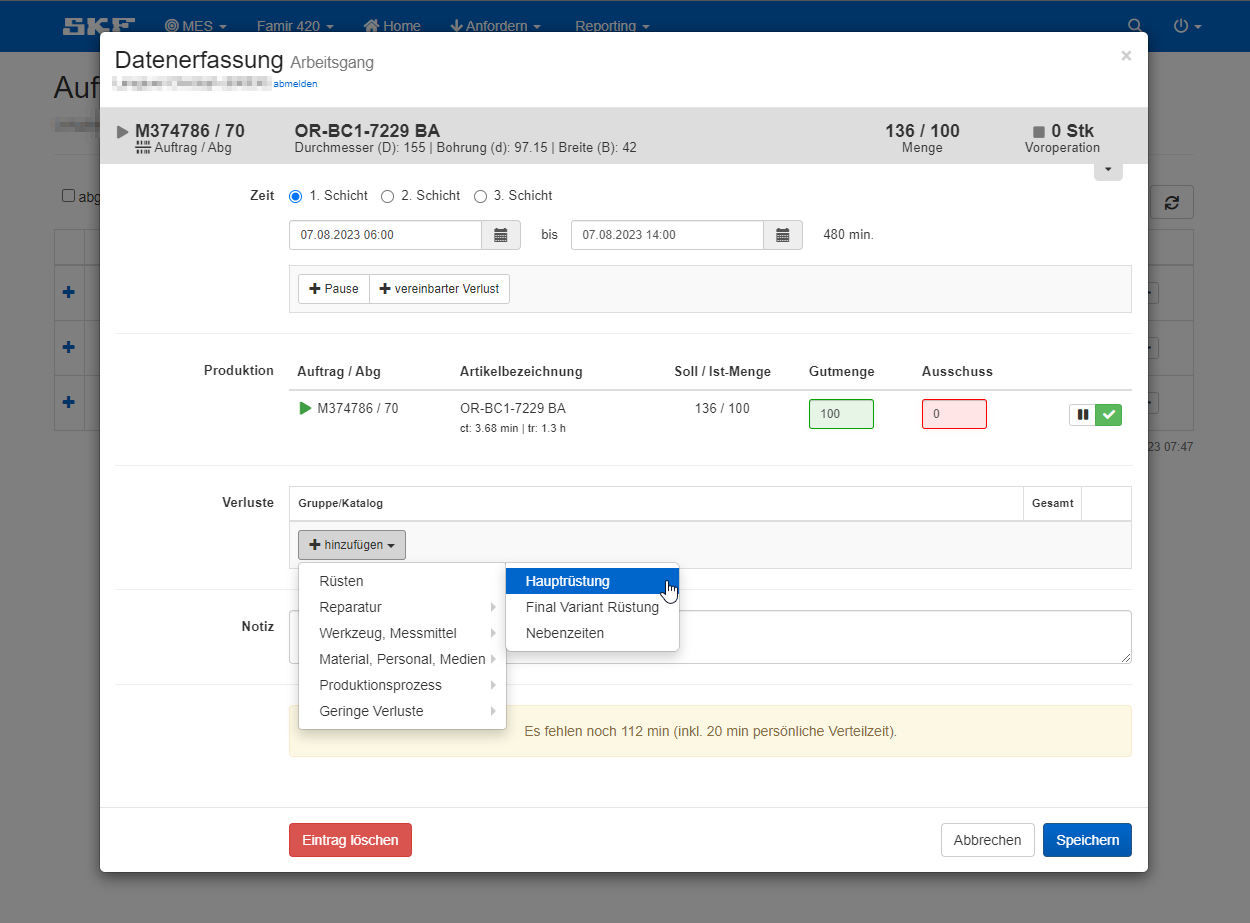 SKF MES Famir 420 Home Anfordern Reporting
Datenerfassung Arbeitsgang ×
abmelden
Auf
M374786 / 70 OR-BC1-7229 BA 136 / 100 0 Stk
Auftrag / Abg Durchmesser (D): 155 | Bohrung (d): 97.15 | Breite (B): 42 Menge Voroperation
abg
Zeit 1. Schicht 2. Schicht 3. Schicht
07.08.2023 06:00 bis 07.08.2023 14:00 480 min.
Pause vereinbarter Verlust
Produktion Auftrag / Abg Artikelbezeichnung Soll / Ist-Menge Gutmenge Ausschuss
M374786 / 70 OR-BC1-7229 BA 136 / 100 100 0
ct: 3.68 min | tr: 1.3 h
23 07:47
Verluste Gruppe/Katalog Gesamt
hinzufügen
Rüsten
Reparatur
Werkzeug, Messmittel
Material, Personal, Medien
Produktionsprozess
Geringe Verluste
Hauptrüstung
Final Variant Rüstung
Nebenzeiten
Notiz
Es fehlen noch 112 min (inkl. 20 min persönliche Verteilzeit).
Eintrag löschen Abbrechen Speichern